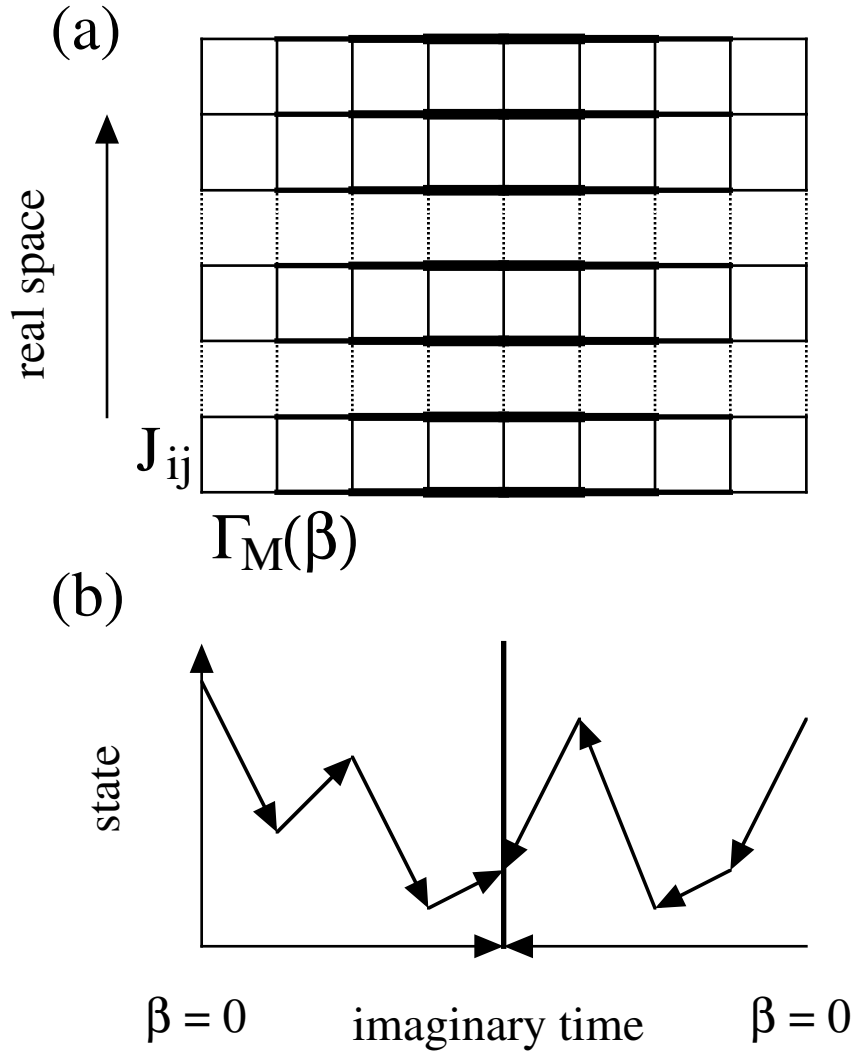 (a)
real space
J_ij
Γ_M(β)
(b)
state
β = 0 imaginary time β = 0